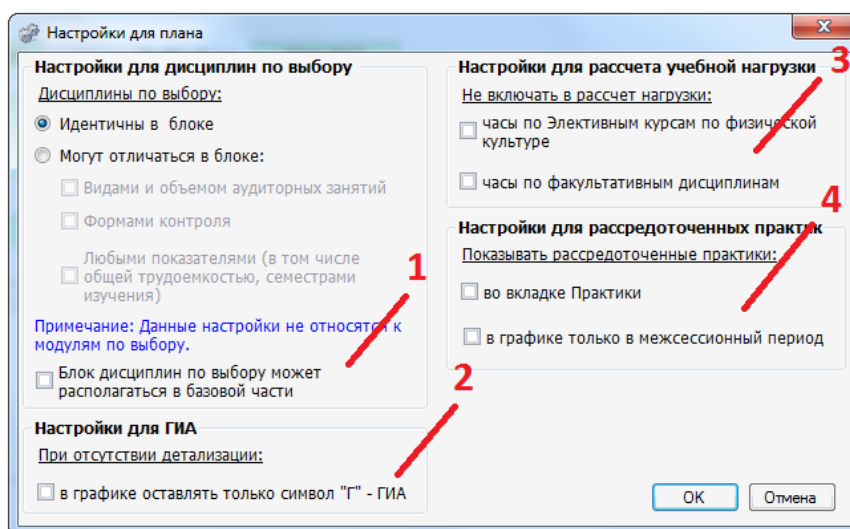 Настройки для плана
Настройки для дисциплин по выбору
Дисциплины по выбору:
Идентичны в блоке
Могут отличаться в блоке:
Видами и объемом аудиторных занятий
Формами контроля
Любыми показателями (в том числе
общей трудоемкостью, семестрами
изучения)
1
Примечание: Данные настройки не относятся к
модулям по выбору.
Блок дисциплин по выбору может
располагаться в базовой части
2
Настройки для ГИА
При отсутствии детализации:
в графике оставлять только символ "Г" - ГИА
Настройки для рассчета учебной нагрузки
3
Не включать в рассчет нагрузки:
часы по Элективным курсам по физической
культуре
часы по факультативным дисциплинам
4
Настройки для рассредоточенных практик
Показывать рассредоточенные практики:
во вкладке Практики
в графике только в межсессионный период
OK
Отмена